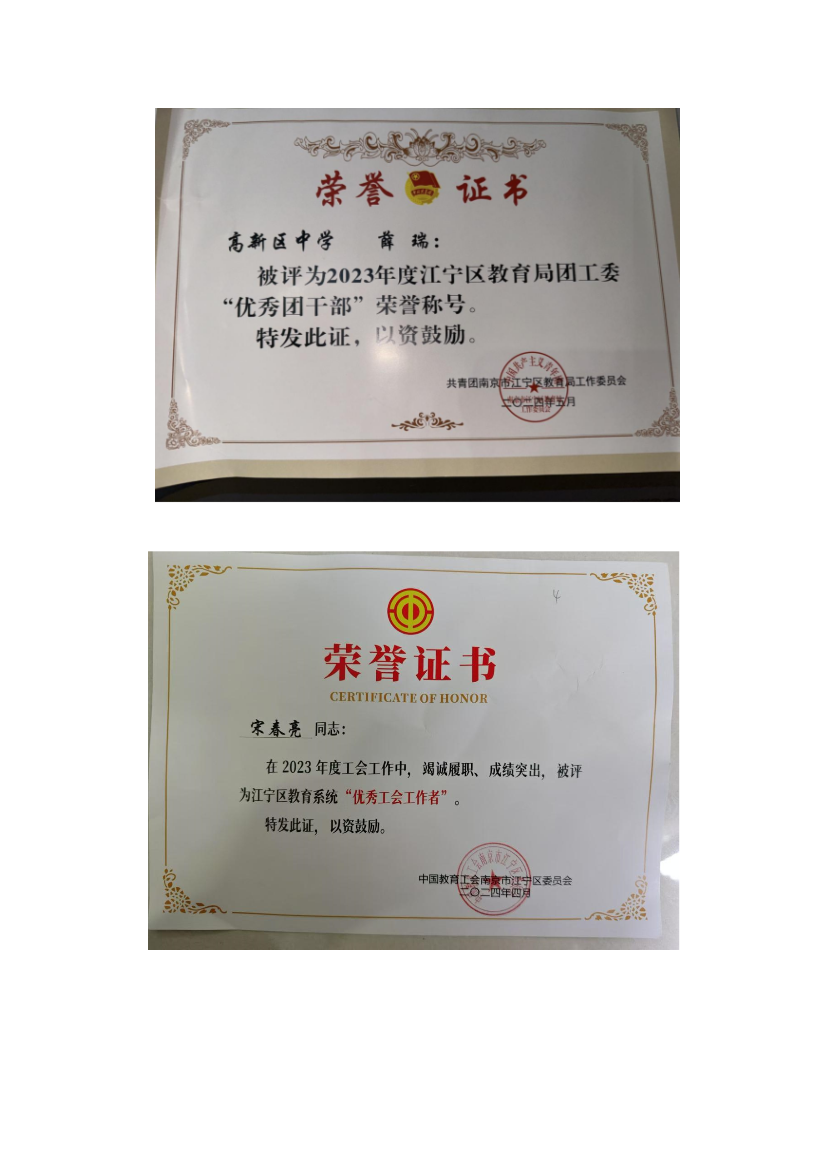 荣誉 证书
高新区中学 薛 瑞：
被评为2023年度江宁区教育局团工委
“优秀团干部”荣誉称号。
特发此证，以资鼓励。
共青团南京市江宁区教育局工作委员会
二〇二四年五月
工作委员会
4
荣誉证书
CERTIFICATE OF HONOR
宋春亮 同志：
在 2023 年度工会工作中，竭诚履职、成绩突出，被评
为江宁区教育系统“优秀工会工作者”。
特发此证，以资鼓励。
中国教育工会南京市江宁区委员会
二〇二四年四月